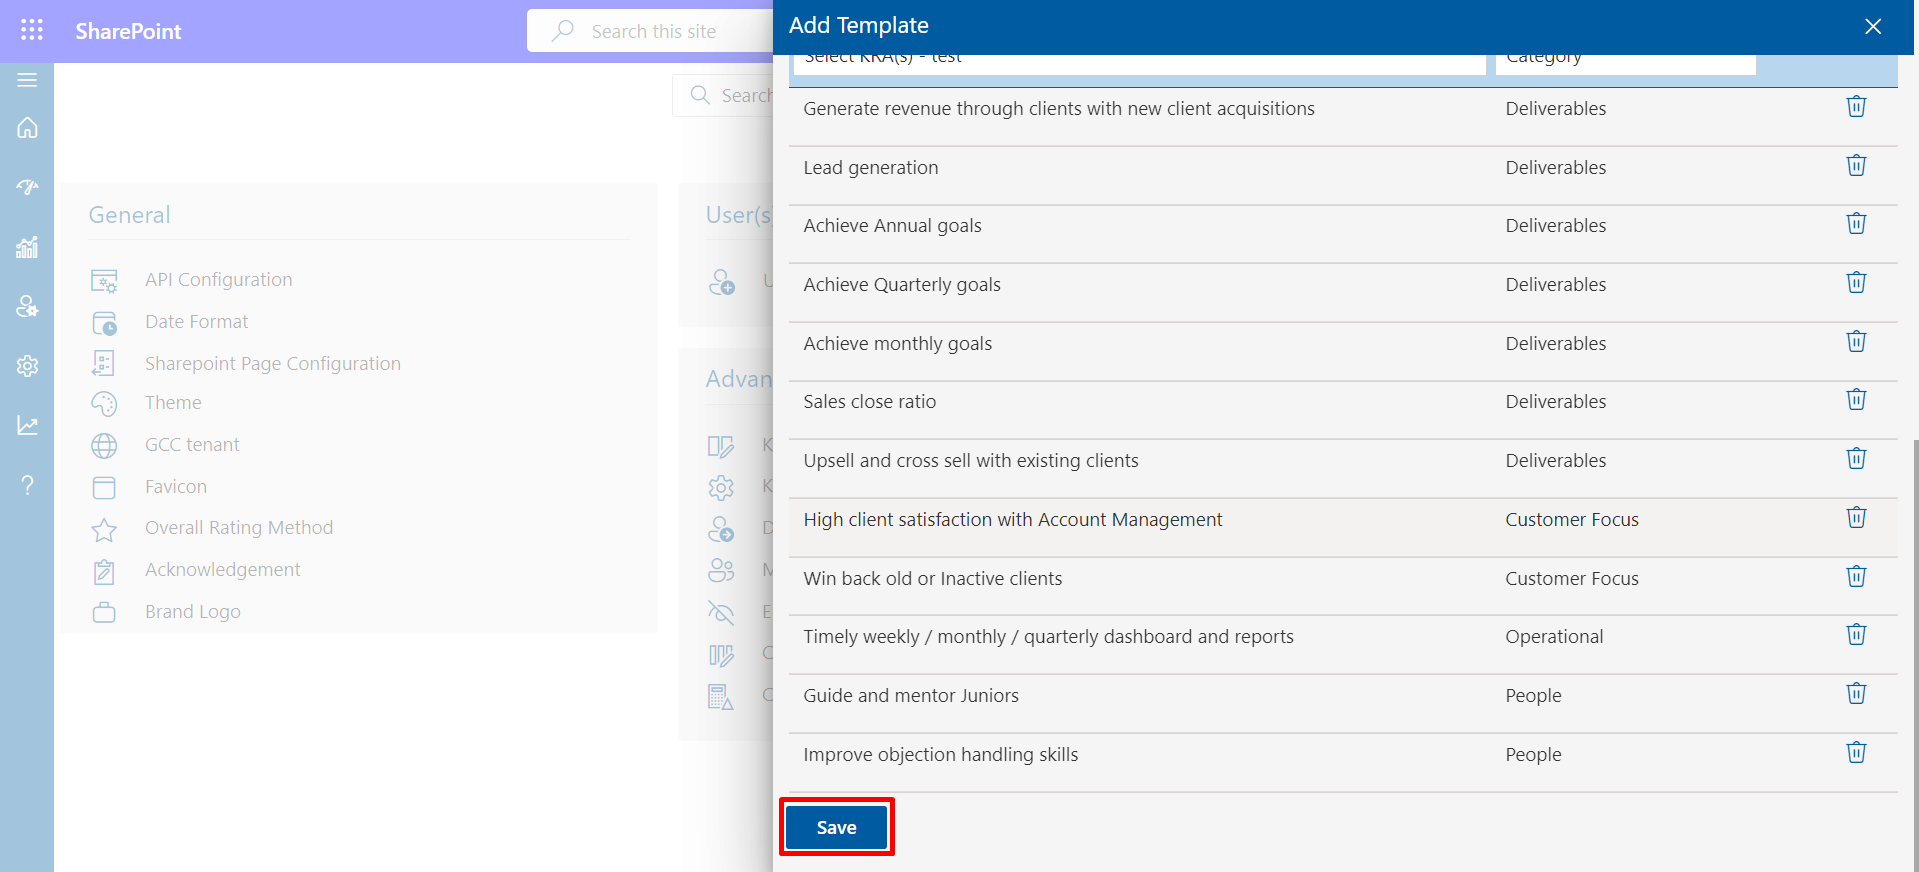 SharePoint
Search this site
Add Template
Search
Select KRA(s) - test
Category
General
API Configuration
Date Format
Sharepoint Page Configuration
Theme
GCC tenant
Favicon
Overall Rating Method
Acknowledgement
Brand Logo
User(s)
Generate revenue through clients with new client acquisitions Deliverables
Lead generation Deliverables
Achieve Annual goals Deliverables
Achieve Quarterly goals Deliverables
Achieve monthly goals Deliverables
Sales close ratio Deliverables
Upsell and cross sell with existing clients Deliverables
High client satisfaction with Account Management Customer Focus
Win back old or Inactive clients Customer Focus
Timely weekly / monthly / quarterly dashboard and reports Operational
Guide and mentor Juniors People
Improve objection handling skills People
Save